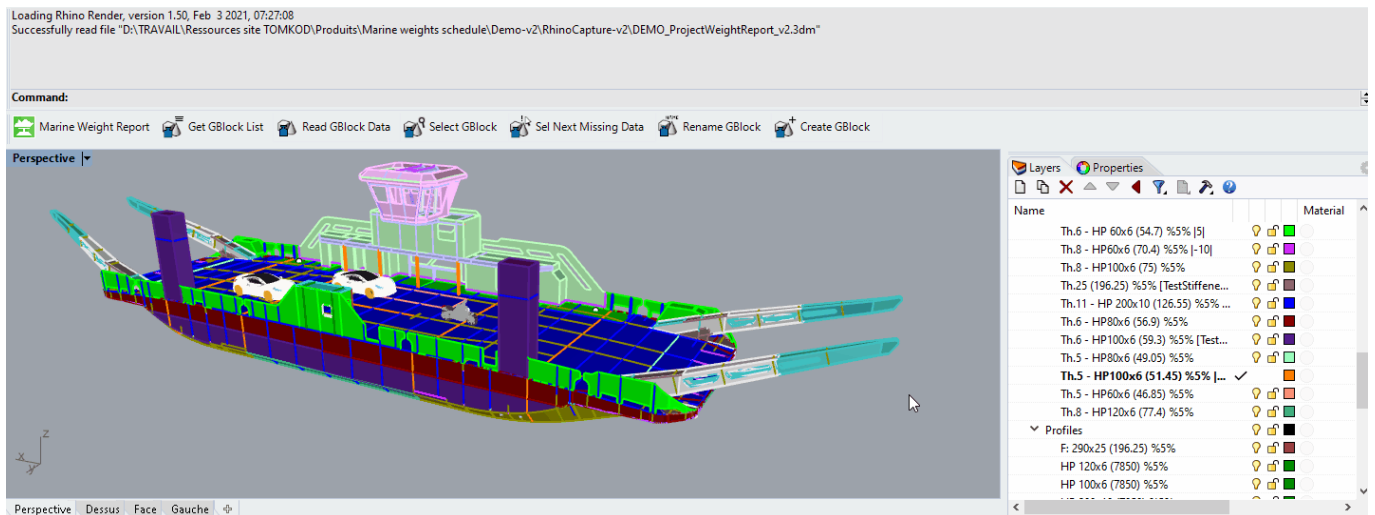 Loading Rhino Render, version 1.50, Feb 3 2021, 07:27:08
Successfully read file "D:\TRAVAIL\Ressources site TOMKOD\Produits\Marine weights schedule\Demo-v2\RhinoCapture-v2\DEMO_ProjectWeightReport_v2.3dm"
Command:
Marine Weight Report Get GBlock List Read GBlock Data Select GBlock Sel Next Missing Data Rename GBlock Create GBlock
Perspective
Layers Properties
Name Material
Th.6 - HP 60x6 (54.7) %5% |5|
Th.8 - HP60x6 (70.4) %5% |-10|
Th.8 - HP100x6 (75) %5%
Th.25 (196.25) %5% [TestStiffene...
Th.11 - HP 200x10 (126.55) %5% ...
Th.6 - HP80x6 (56.9) %5%
Th.6 - HP100x6 (59.3) %5% [Test...
Th.5 - HP80x6 (49.05) %5%
Th.5 - HP100x6 (51.45) %5% |...
Th.5 - HP60x6 (46.85) %5%
Th.8 - HP120x6 (77.4) %5%
Profiles
F: 290x25 (196.25) %5%
HP 120x6 (7850) %5%
HP 100x6 (7850) %5%
z
x
y
Perspective Dessus Face Gauche